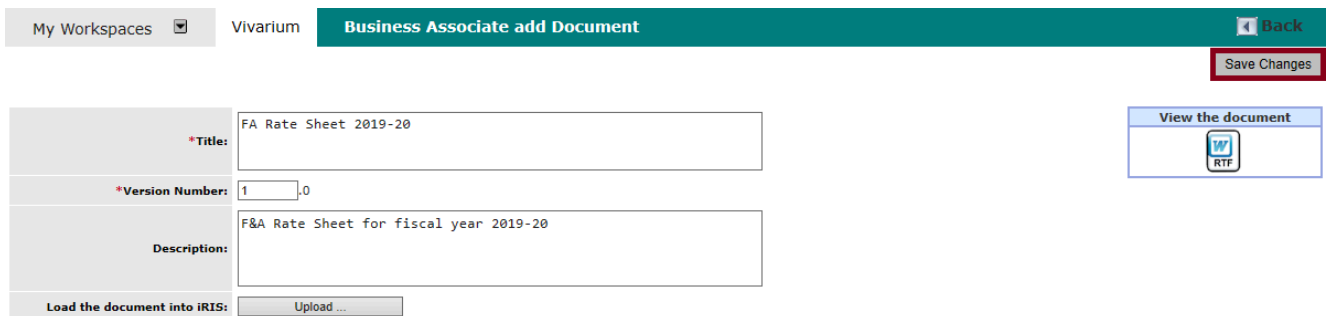 My Workspaces Vivarium Business Associate add Document Back
Save Changes
*Title: FA Rate Sheet 2019-20
View the document
W
RTF
*Version Number: 1 .0
Description: F&A Rate Sheet for fiscal year 2019-20
Load the document into iRIS: Upload ...